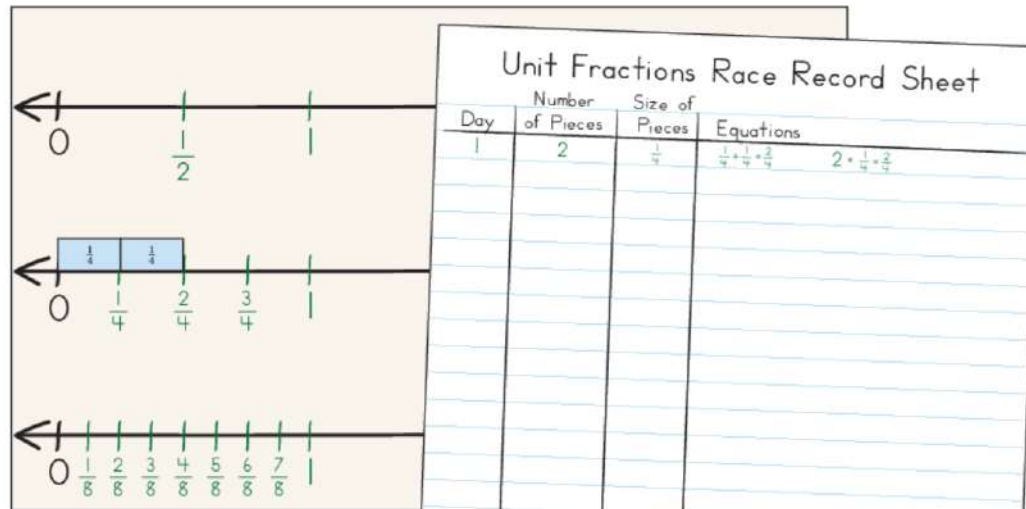 0 1/2 1
1/4 1/4
0 1/4 2/4 3/4 1
0 1/8 2/8 3/8 4/8 5/8 6/8 7/8 1
Unit Fractions Race Record Sheet
Day
Number of Pieces
Size of Pieces
Equations
1 2 1/4 1/4 + 1/4 = 2/4 2 × 1/4 = 2/4